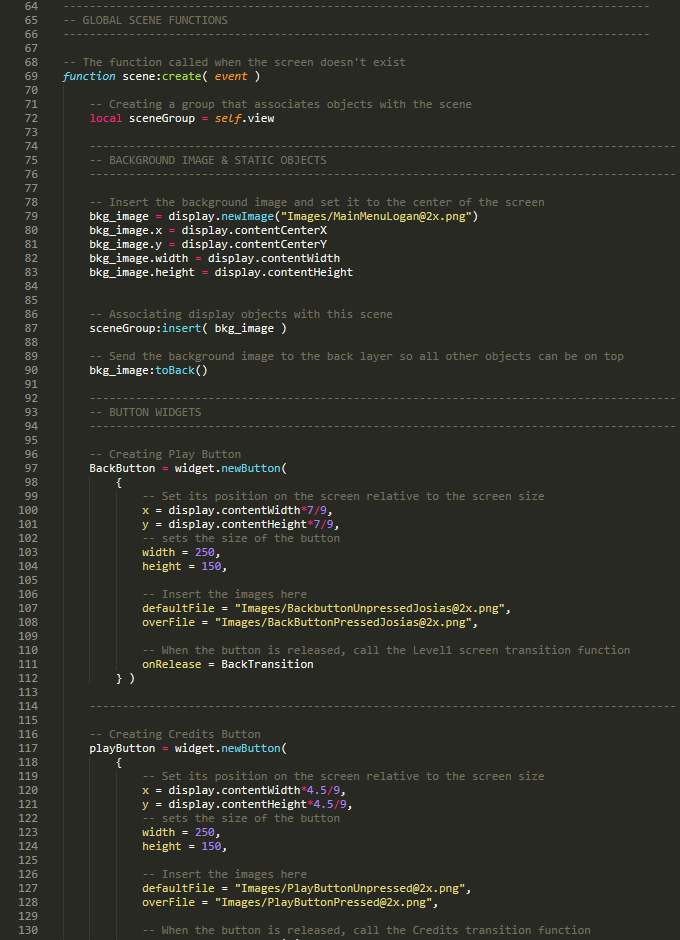 64 -----------------------------------------------------------------------------------------
65 -- GLOBAL SCENE FUNCTIONS
66 -----------------------------------------------------------------------------------------
67
68 -- The function called when the screen doesn't exist
69 function scene:create( event )
70
71 -- Creating a group that associates objects with the scene
72 local sceneGroup = self.view
73
74 -----------------------------------------------------------------------------------------
75 -- BACKGROUND IMAGE & STATIC OBJECTS
76 -----------------------------------------------------------------------------------------
77
78 -- Insert the background image and set it to the center of the screen
79 bkg_image = display.newImage("Images/MainMenuLogan@2x.png")
80 bkg_image.x = display.contentCenterX
81 bkg_image.y = display.contentCenterY
82 bkg_image.width = display.contentWidth
83 bkg_image.height = display.contentHeight
84
85
86 -- Associating display objects with this scene
87 sceneGroup:insert( bkg_image )
88
89 -- Send the background image to the back layer so all other objects can be on top
90 bkg_image:toBack()
91
92 -----------------------------------------------------------------------------------------
93 -- BUTTON WIDGETS
94 -----------------------------------------------------------------------------------------
95
96 -- Creating Play Button
97 BackButton = widget.newButton(
98 {
99 -- Set its position on the screen relative to the screen size
100 x = display.contentWidth*7/9,
101 y = display.contentHeight*7/9,
102 -- sets the size of the button
103 width = 250,
104 height = 150,
105
106 -- Insert the images here
107 defaultFile = "Images/BackbuttonUnpressedJosias@2x.png",
108 overFile = "Images/BackButtonPressedJosias@2x.png",
109
110 -- When the button is released, call the Level1 screen transition function
111 onRelease = BackTransition
112 } )
113
114 -----------------------------------------------------------------------------------------
115
116 -- Creating Credits Button
117 playButton = widget.newButton(
118 {
119 -- Set its position on the screen relative to the screen size
120 x = display.contentWidth*4.5/9,
121 y = display.contentHeight*4.5/9,
122 -- sets the size of the button
123 width = 250,
124 height = 150,
125
126 -- Insert the images here
127 defaultFile = "Images/PlayButtonUnpressed@2x.png",
128 overFile = "Images/PlayButtonPressed@2x.png",
129
130 -- When the button is released, call the Credits transition function